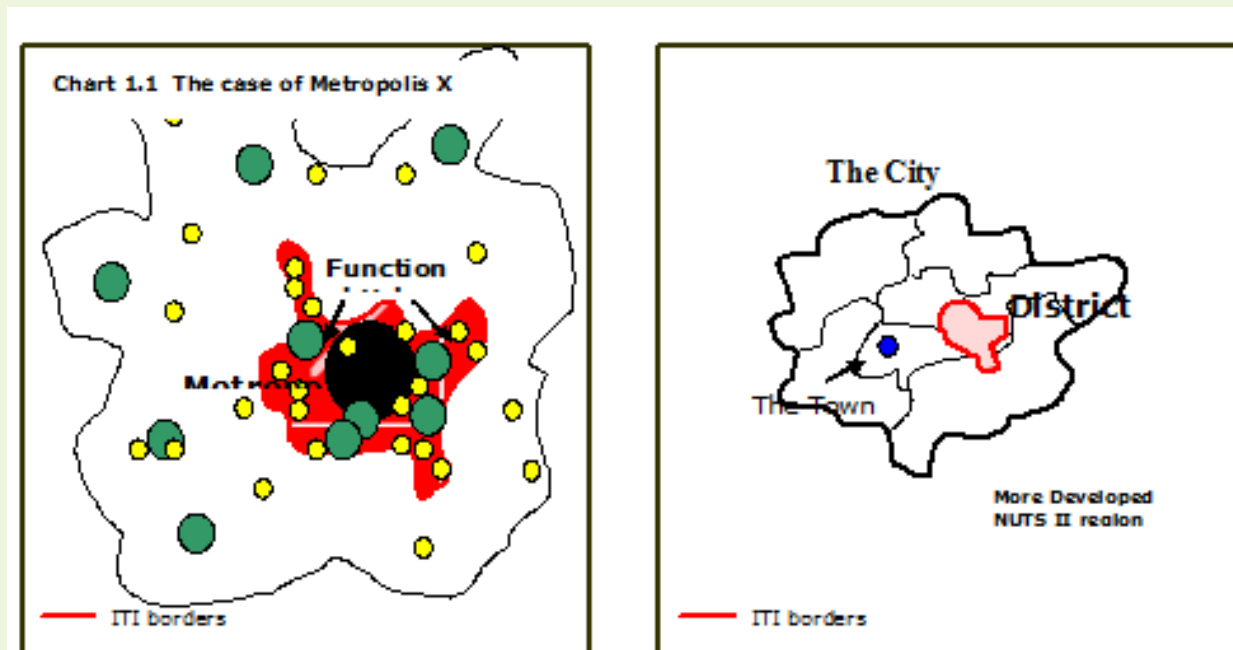 Chart 1.1 The case of Metropolis X
Function
ITI borders
The City
District
The Town
More Developed
NUTS II region
ITI borders